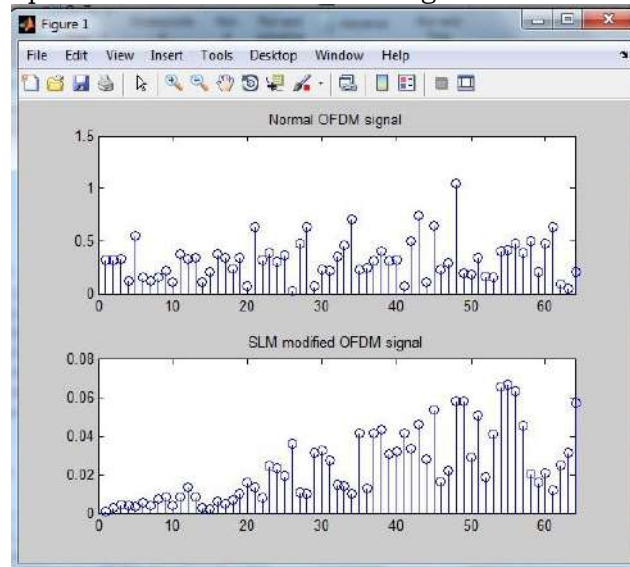 Figure 1
File Edit View Insert Tools Desktop Window Help
Normal OFDM signal
1.5
1
0.5
0
0 10 20 30 40 50 60
SLM modified OFDM signal
0.08
0.06
0.04
0.02
0
0 10 20 30 40 50 60